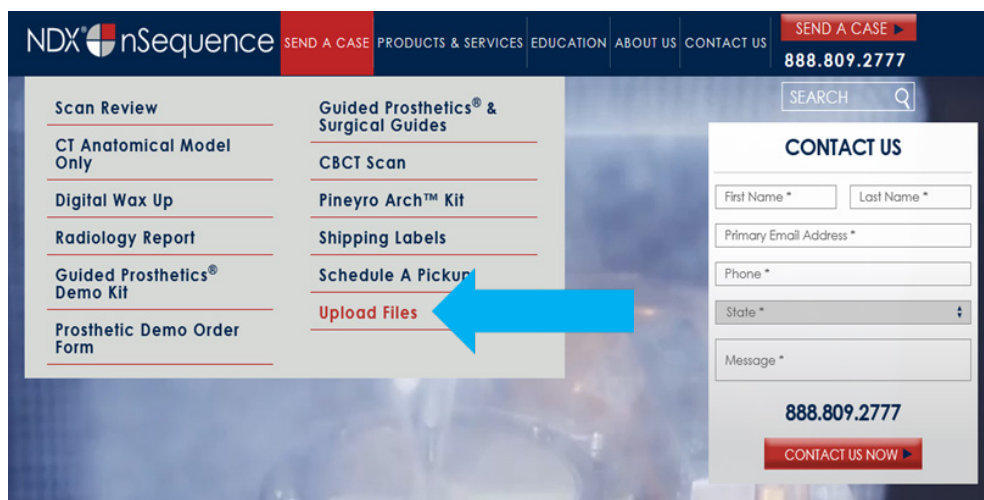 NDX® nSequence
SEND A CASE
PRODUCTS & SERVICES
EDUCATION
ABOUT US
CONTACT US
SEND A CASE
888.809.2777
SEARCH
Scan Review
CT Anatomical Model
Only
Digital Wax Up
Radiology Report
Guided Prosthetics®
Demo Kit
Prosthetic Demo Order
Form
Guided Prosthetics® &
Surgical Guides
CBCT Scan
Pineyro Arch™ Kit
Shipping Labels
Schedule A Pickup
Upload Files
CONTACT US
First Name *
Last Name *
Primary Email Address *
Phone *
State *
Message *
888.809.2777
CONTACT US NOW